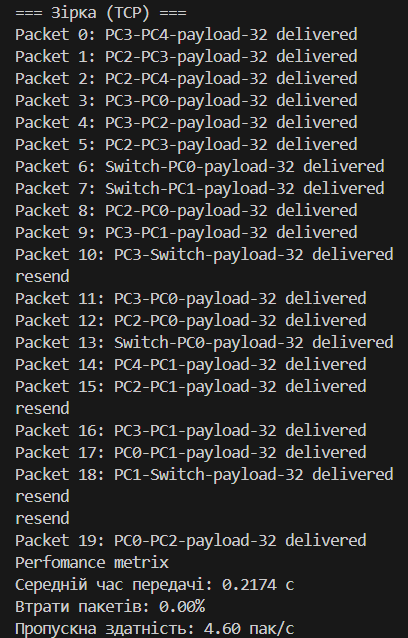 === Зірка (TCP) ===
Packet 0: PC3-PC4-payload-32 delivered
Packet 1: PC2-PC3-payload-32 delivered
Packet 2: PC2-PC4-payload-32 delivered
Packet 3: PC3-PC0-payload-32 delivered
Packet 4: PC3-PC2-payload-32 delivered
Packet 5: PC2-PC3-payload-32 delivered
Packet 6: Switch-PC0-payload-32 delivered
Packet 7: Switch-PC1-payload-32 delivered
Packet 8: PC2-PC0-payload-32 delivered
Packet 9: PC3-PC1-payload-32 delivered
Packet 10: PC3-Switch-payload-32 delivered
resend
Packet 11: PC3-PC0-payload-32 delivered
Packet 12: PC2-PC0-payload-32 delivered
Packet 13: Switch-PC0-payload-32 delivered
Packet 14: PC4-PC1-payload-32 delivered
Packet 15: PC2-PC1-payload-32 delivered
resend
Packet 16: PC3-PC1-payload-32 delivered
Packet 17: PC0-PC1-payload-32 delivered
Packet 18: PC1-Switch-payload-32 delivered
resend
resend
Packet 19: PC0-PC2-payload-32 delivered
Perfomance metrix
Середній час передачі: 0.2174 с
Втрати пакетів: 0.00%
Пропускна здатність: 4.60 пак/с